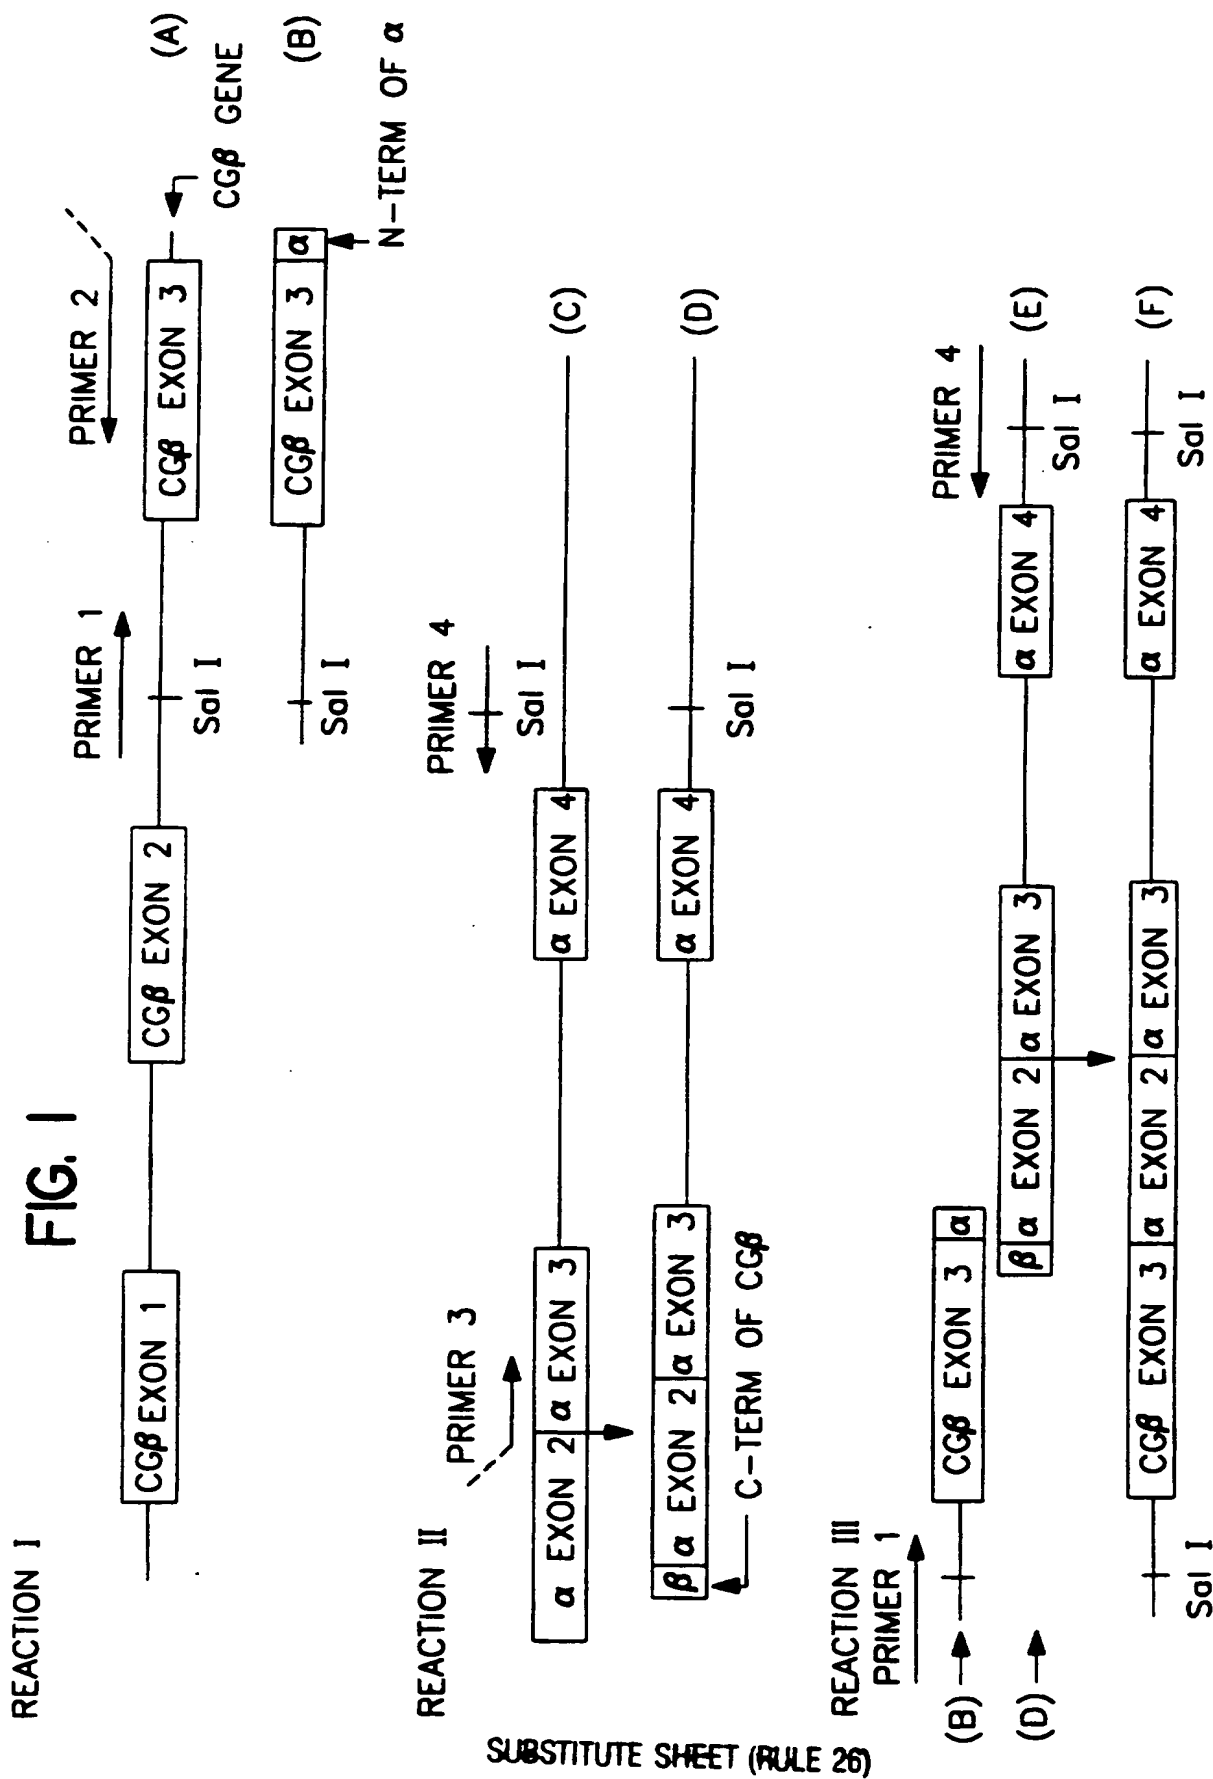 FIG. 1
REACTION I
PRIMER 1
PRIMER 2
CGβ EXON 1
CGβ EXON 2
CGβ EXON 3
(A)
Sal I
CGβ GENE
CGβ EXON 3
α
(B)
Sal I
N-TERM OF α
REACTION II
PRIMER 3
PRIMER 4
Sal I
α EXON 2
α EXON 3
α EXON 4
(C)
β
α EXON 2
α EXON 3
α EXON 4
(D)
Sal I
C-TERM OF CGβ
REACTION III
PRIMER 1
PRIMER 4
(B)
CGβ EXON 3
α
(D)
β
α EXON 2
α EXON 3
α EXON 4
(E)
Sal I
CGβ EXON 3
α EXON 2
α EXON 3
α EXON 4
(F)
Sal I
Sal I
SUBSTITUTE SHEET (RULE 26)